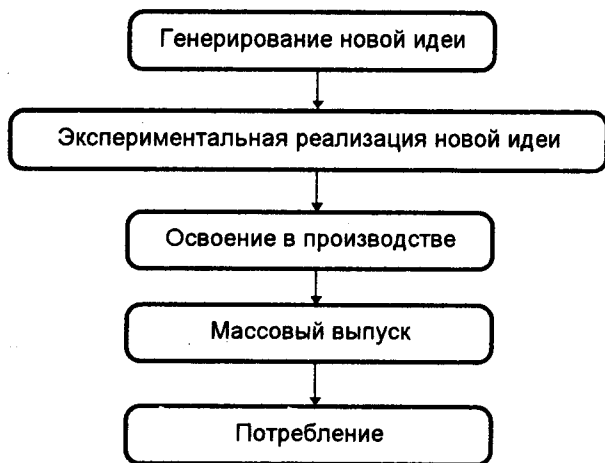 Генерирование новой идеи
Экспериментальная реализация новой идеи
Освоение в производстве
Массовый выпуск
Потребление